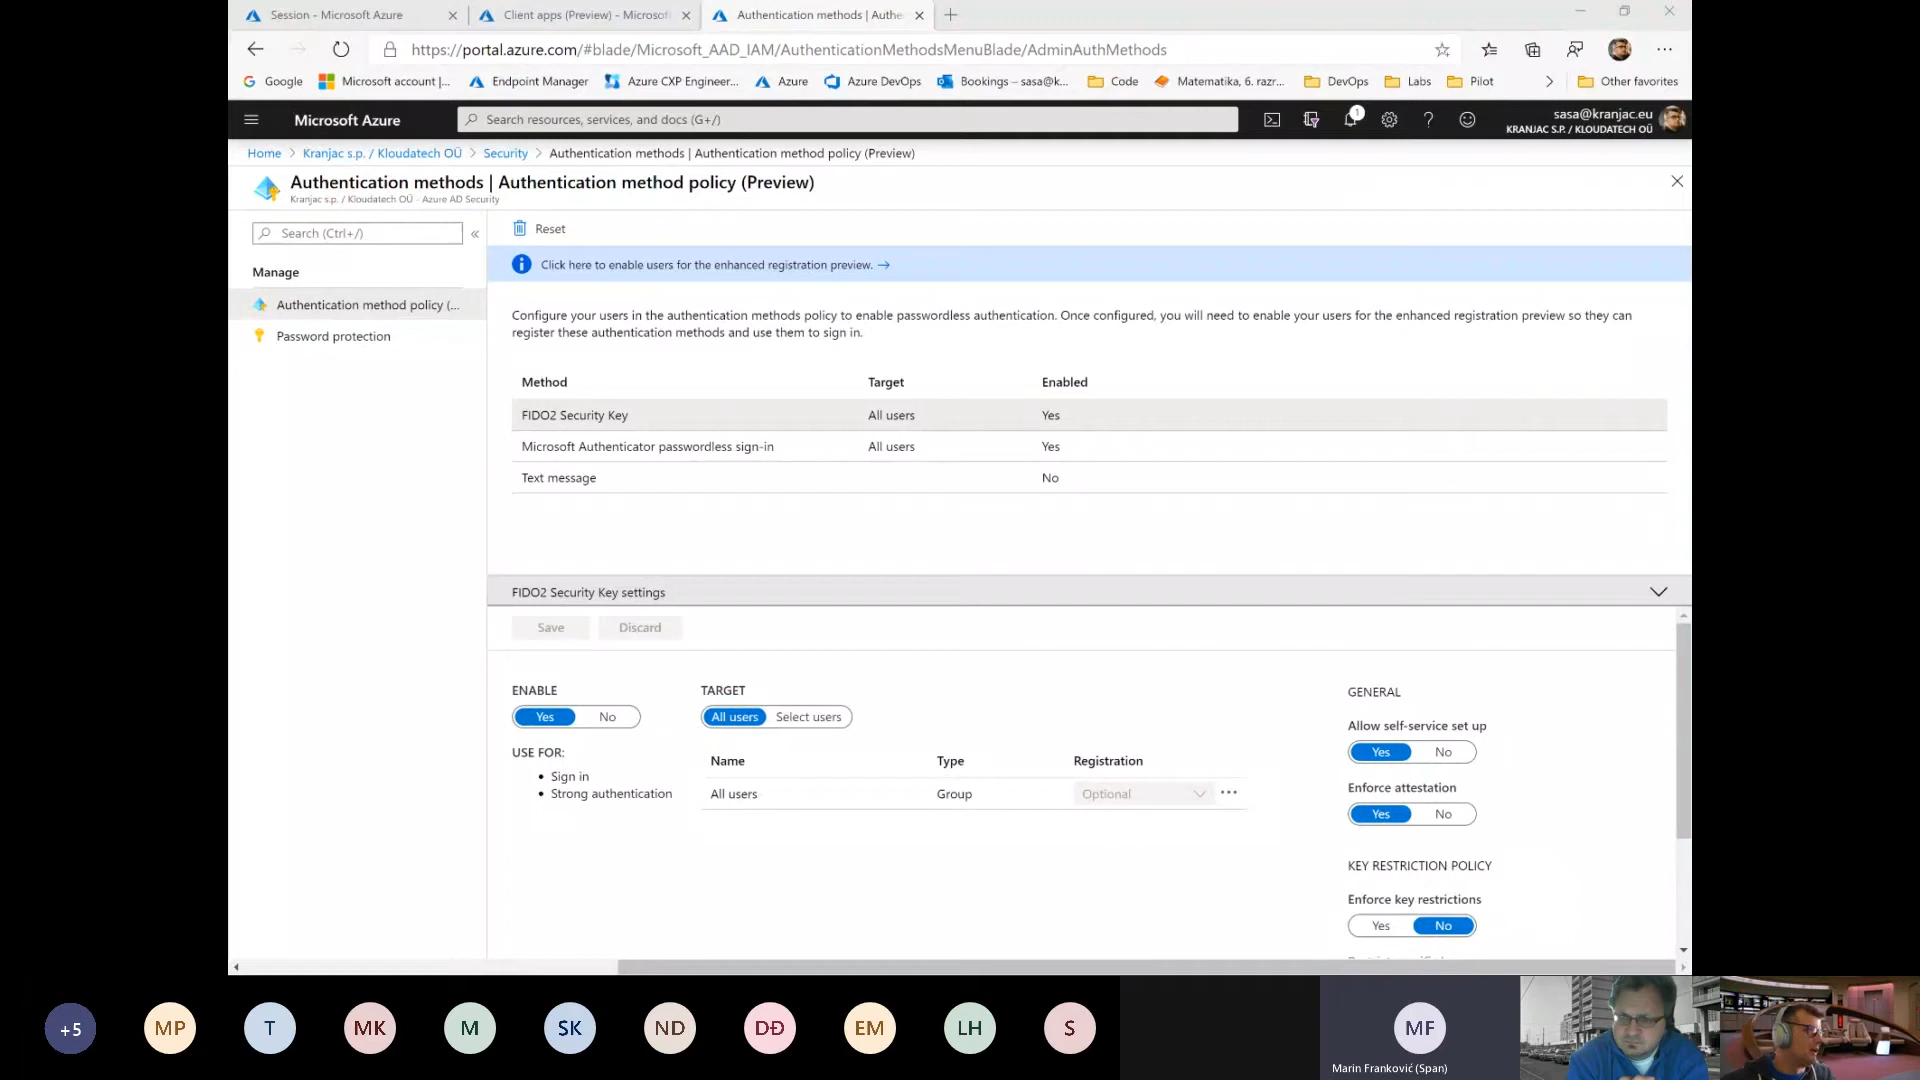 Session - Microsoft Azure
Client apps (Preview) - Microsof
Authentication methods | Authe
https://portal.azure.com/#blade/Microsoft_AAD_IAM/AuthenticationMethodsMenuBlade/AdminAuthMethods
Google
Microsoft account |...
Endpoint Manager
Azure CXP Engineer...
Azure
Azure DevOps
Bookings – sasa@k...
Code
Matematika, 6. razr...
DevOps
Labs
Pilot
Other favorites
Microsoft Azure
Search resources, services, and docs (G+/)
1
sasa@kranjac.eu
KRANJAC S.P. / KLOUDATECH OÜ
Home > Kranjac s.p. / Kloudatech OÜ > Security > Authentication methods | Authentication method policy (Preview)
Authentication methods | Authentication method policy (Preview)
Kranjac s.p. / Kloudatech OÜ - Azure AD Security
Search (Ctrl+/)
«
Manage
Authentication method policy (...
Password protection
Reset
Click here to enable users for the enhanced registration preview. →
Configure your users in the authentication methods policy to enable passwordless authentication. Once configured, you will need to enable your users for the enhanced registration preview so they can
register these authentication methods and use them to sign in.
Method Target Enabled
FIDO2 Security Key All users Yes
Microsoft Authenticator passwordless sign-in All users Yes
Text message No
FIDO2 Security Key settings
Save Discard
ENABLE
Yes No
USE FOR:
• Sign in
• Strong authentication
TARGET
All users Select users
Name Type Registration
All users Group Optional ...
GENERAL
Allow self-service set up
Yes No
Enforce attestation
Yes No
KEY RESTRICTION POLICY
Enforce key restrictions
Yes No
+5
MP
T
MK
M
SK
ND
DĐ
EM
LH
S
MF
Marin Franković (Span)